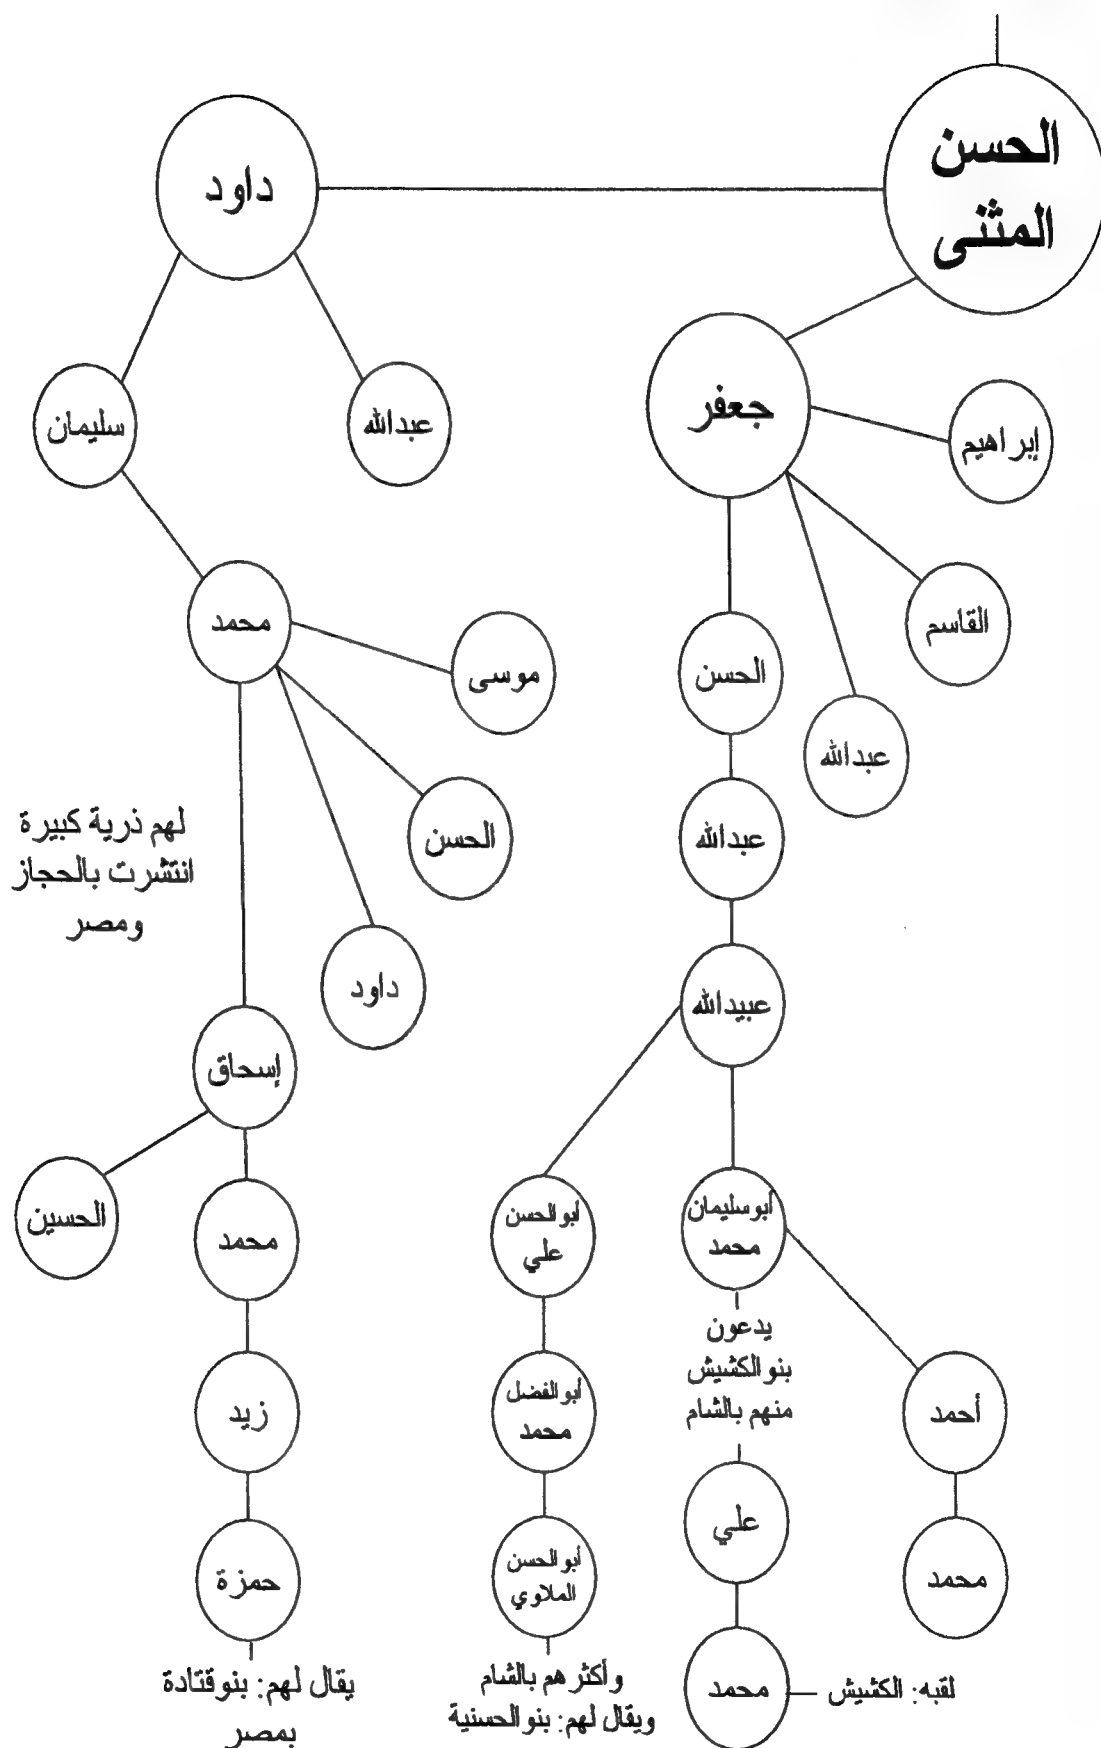 الحسن
المثنى
داود
جعفر
إبراهيم
عبدالله
سليمان
القاسم
محمد
موسى
الحسن
عبدالله
الحسن
عبدالله
لهم ذرية كبيرة
انتشرت بالحجاز
ومصر
داود
عبيدالله
إسحاق
أبوسليمان
محمد
أبوالحسن
علي
محمد
الحسين
يدعون
بنوالكشيش
منهم بالشام
أحمد
أبوالفضل
محمد
زيد
علي
محمد
أبوالحسن
الملاوي
حمزة
لقبه: الكشيش
محمد
وأكثرهم بالشام
ويقال لهم: بنوالحسنية
يقال لهم: بنوقتادة
بمصر